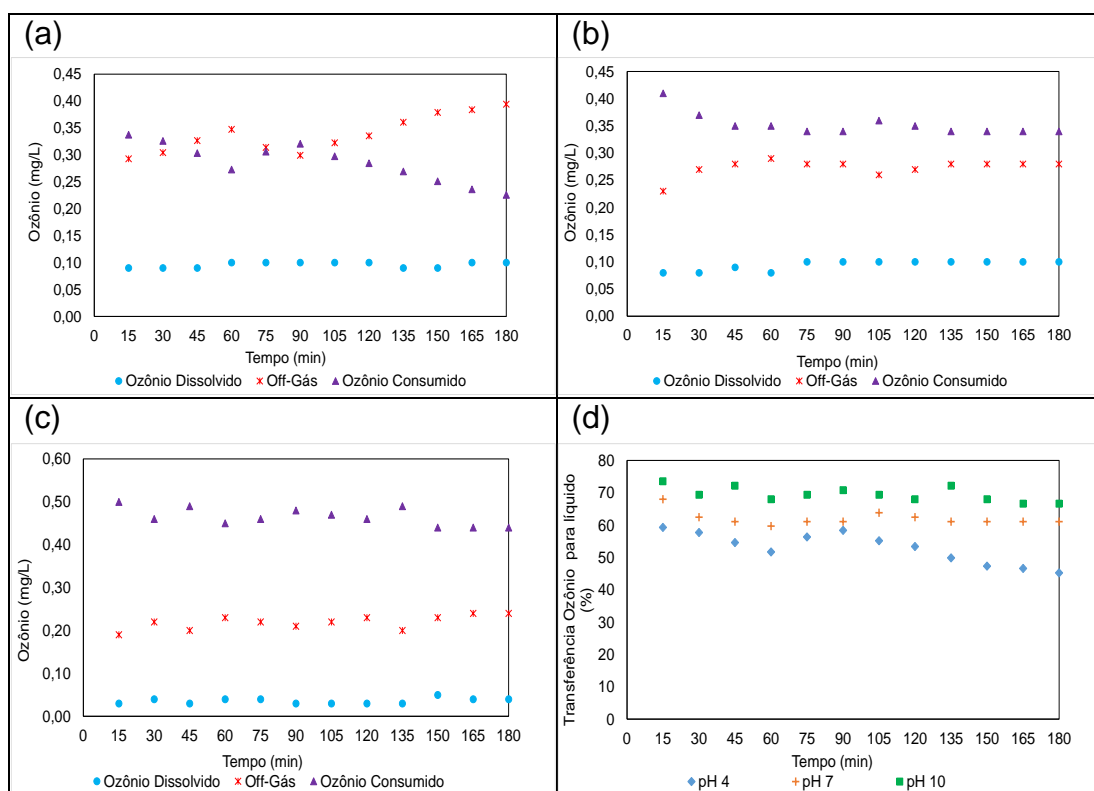 (a)
Ozônio (mg/L)
0,45
0,40
0,35
0,30
0,25
0,20
0,15
0,10
0,05
0,00
0 15 30 45 60 75 90 105 120 135 150 165 180
Tempo (min)
Ozônio Dissolvido Off-Gás Ozônio Consumido
(b)
Ozônio (mg/L)
0,45
0,40
0,35
0,30
0,25
0,20
0,15
0,10
0,05
0,00
0 15 30 45 60 75 90 105 120 135 150 165 180
Tempo (min)
Ozônio Dissolvido Off-Gás Ozônio Consumido
(c)
Ozônio (mg/L)
0,60
0,50
0,40
0,30
0,20
0,10
0,00
0 15 30 45 60 75 90 105 120 135 150 165 180
Tempo (min)
Ozônio Dissolvido Off-Gás Ozônio Consumido
(d)
Transferência Ozônio para líquido
(%)
80
70
60
50
40
30
20
10
0
0 15 30 45 60 75 90 105 120 135 150 165 180
Tempo (min)
pH 4 pH 7 pH 10